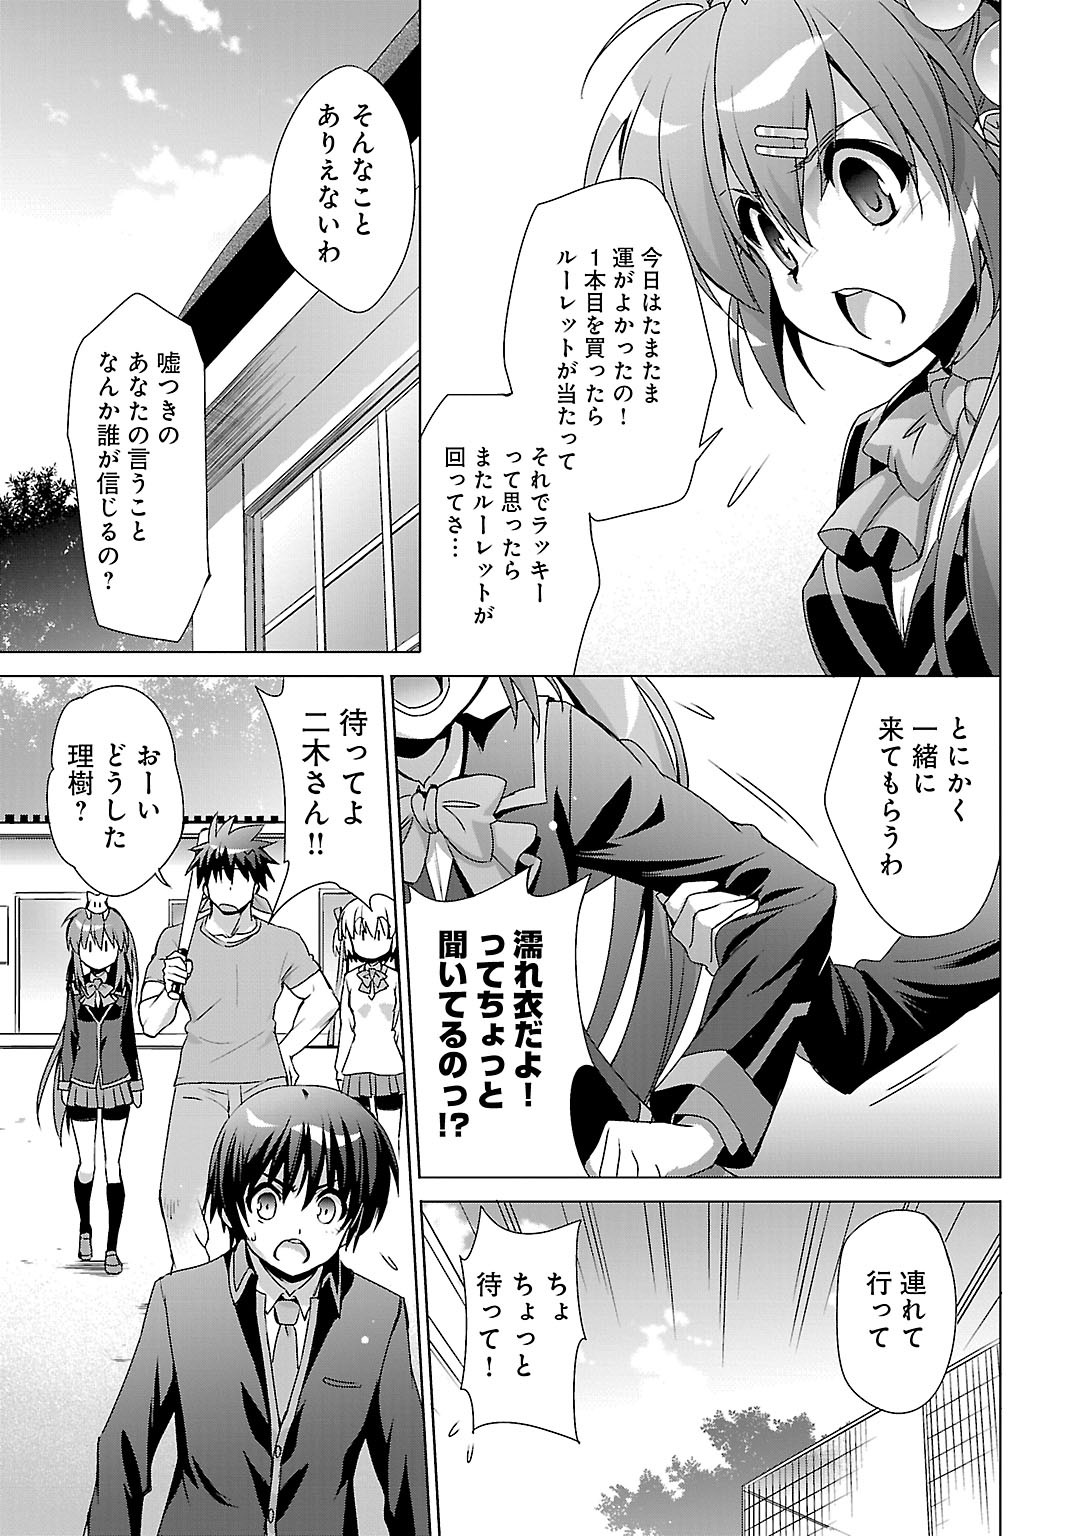 今日はたまたま
運がよかったの！
１本目を買ったら
ルーレットが当たって
それでラッキー
って思ったら
またルーレットが
回ってさ…
そんなこと
ありえないわ
嘘つきの
あなたの言うこと
なんか誰が信じるの？
とにかく
一緒に
来てもらうわ
濡れ衣だよ！
ってちょっと
聞いてるのっ!?
待ってよ
二木さん!!
おーい
どうした
理樹？
連れて
行って
ちょ
ちょっと
待って！